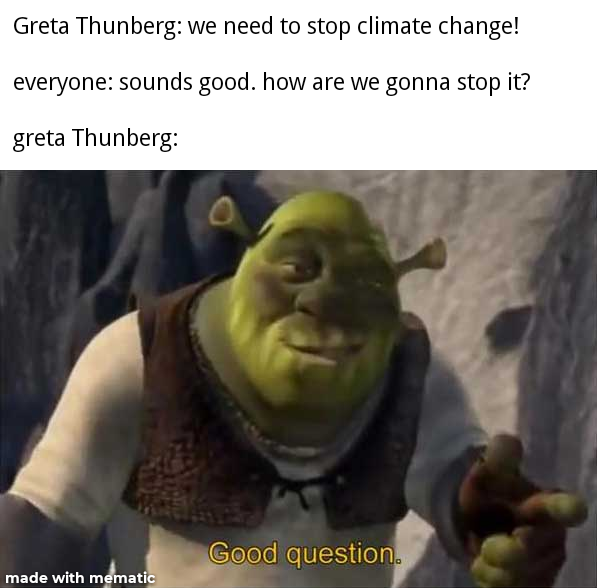 Greta Thunberg: we need to stop climate change!
everyone: sounds good. how are we gonna stop it?
greta Thunberg:
Good question.
made with mematic